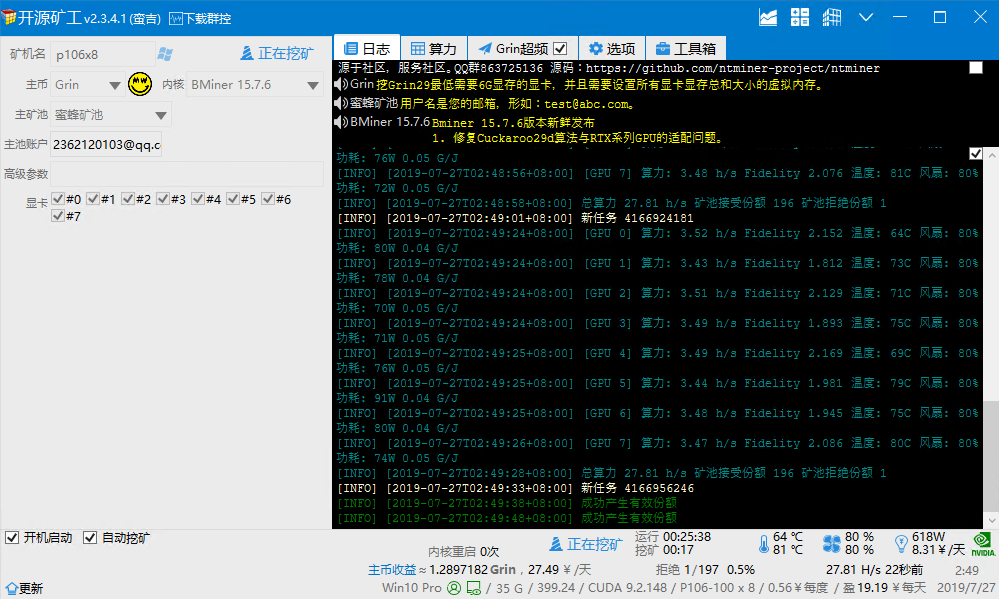 开源矿工 v2.3.4.1 (蛮吉) 下载群控
矿机名 p106x8 正在挖矿
主币 Grin 内核 BMiner 15.7.6
主矿池 蜜蜂矿池
主池账户 2362120103@qq.c
高级参数
显卡 #0 #1 #2 #3 #4 #5 #6
#7
日志 算力 Grin超频 选项 工具箱
源于社区，服务社区。QQ群863725136 源码：https://github.com/ntminer-project/ntminer
Grin 挖Grin29最低需要6G显存的显卡，并且需要设置所有显卡显存总和大小的虚拟内存。
蜜蜂矿池 用户名是您的邮箱，形如：test@abc.com。
BMiner 15.7.6 Bminer 15.7.6版本新鲜发布
1. 修复Cuckaroo29d算法与RTX系列GPU的适配问题。
功耗: 76W 0.05 G/J
[INFO] [2019-07-27T02:48:56+08:00] [GPU 7] 算力: 3.48 h/s Fidelity 2.076 温度: 81C 风扇: 80%
功耗: 72W 0.05 G/J
[INFO] [2019-07-27T02:48:58+08:00] 总算力 27.81 h/s 矿池接受份额 196 矿池拒绝份额 1
[INFO] [2019-07-27T02:49:01+08:00] 新任务 4166924181
[INFO] [2019-07-27T02:49:24+08:00] [GPU 0] 算力: 3.52 h/s Fidelity 2.152 温度: 64C 风扇: 80%
功耗: 80W 0.04 G/J
[INFO] [2019-07-27T02:49:24+08:00] [GPU 1] 算力: 3.43 h/s Fidelity 1.812 温度: 73C 风扇: 80%
功耗: 78W 0.04 G/J
[INFO] [2019-07-27T02:49:24+08:00] [GPU 2] 算力: 3.51 h/s Fidelity 2.129 温度: 71C 风扇: 80%
功耗: 70W 0.05 G/J
[INFO] [2019-07-27T02:49:24+08:00] [GPU 3] 算力: 3.49 h/s Fidelity 1.893 温度: 75C 风扇: 80%
功耗: 71W 0.05 G/J
[INFO] [2019-07-27T02:49:25+08:00] [GPU 4] 算力: 3.49 h/s Fidelity 2.169 温度: 69C 风扇: 80%
功耗: 76W 0.05 G/J
[INFO] [2019-07-27T02:49:25+08:00] [GPU 5] 算力: 3.44 h/s Fidelity 1.981 温度: 79C 风扇: 80%
功耗: 91W 0.04 G/J
[INFO] [2019-07-27T02:49:25+08:00] [GPU 6] 算力: 3.48 h/s Fidelity 1.945 温度: 75C 风扇: 80%
功耗: 80W 0.04 G/J
[INFO] [2019-07-27T02:49:26+08:00] [GPU 7] 算力: 3.47 h/s Fidelity 2.086 温度: 80C 风扇: 80%
功耗: 74W 0.05 G/J
[INFO] [2019-07-27T02:49:28+08:00] 总算力 27.81 h/s 矿池接受份额 196 矿池拒绝份额 1
[INFO] [2019-07-27T02:49:33+08:00] 新任务 4166956246
[INFO] [2019-07-27T02:49:38+08:00] 成功产生有效份额
[INFO] [2019-07-27T02:49:48+08:00] 成功产生有效份额
开机启动 自动挖矿
内核重启 0次 正在挖矿
运行 00:25:38 64 ℃ 80 % 618W
挖矿 00:17 81 ℃ 80 % 8.31 ¥/天 NVIDIA.
主币收益 ≈ 1.2897182 Grin , 27.49 ¥ /天 拒绝 1/197 0.5% 27.81 H/s 22秒前 2:49
更新 Win10 Pro / 35 G / 399.24 / CUDA 9.2.148 / P106-100 x 8 / 0.56 ¥ 每度 / 盈 19.19 ¥ 每天 2019/7/27